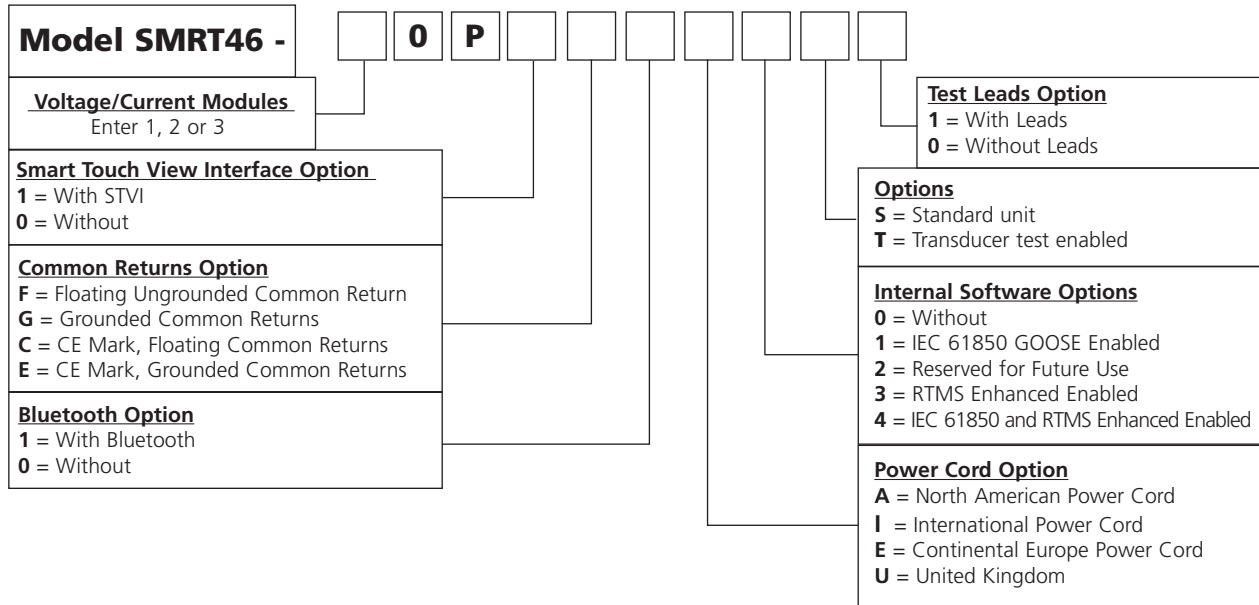 Model SMRT46 -
0 P
Voltage/Current Modules
Enter 1, 2 or 3
Smart Touch View Interface Option
1 = With STVI
0 = Without
Common Returns Option
F = Floating Ungrounded Common Return
G = Grounded Common Returns
C = CE Mark, Floating Common Returns
E = CE Mark, Grounded Common Returns
Bluetooth Option
1 = With Bluetooth
0 = Without
Test Leads Option
1 = With Leads
0 = Without Leads
Options
S = Standard unit
T = Transducer test enabled
Internal Software Options
0 = Without
1 = IEC 61850 GOOSE Enabled
2 = Reserved for Future Use
3 = RTMS Enhanced Enabled
4 = IEC 61850 and RTMS Enhanced Enabled
Power Cord Option
A = North American Power Cord
I = International Power Cord
E = Continental Europe Power Cord
U = United Kingdom